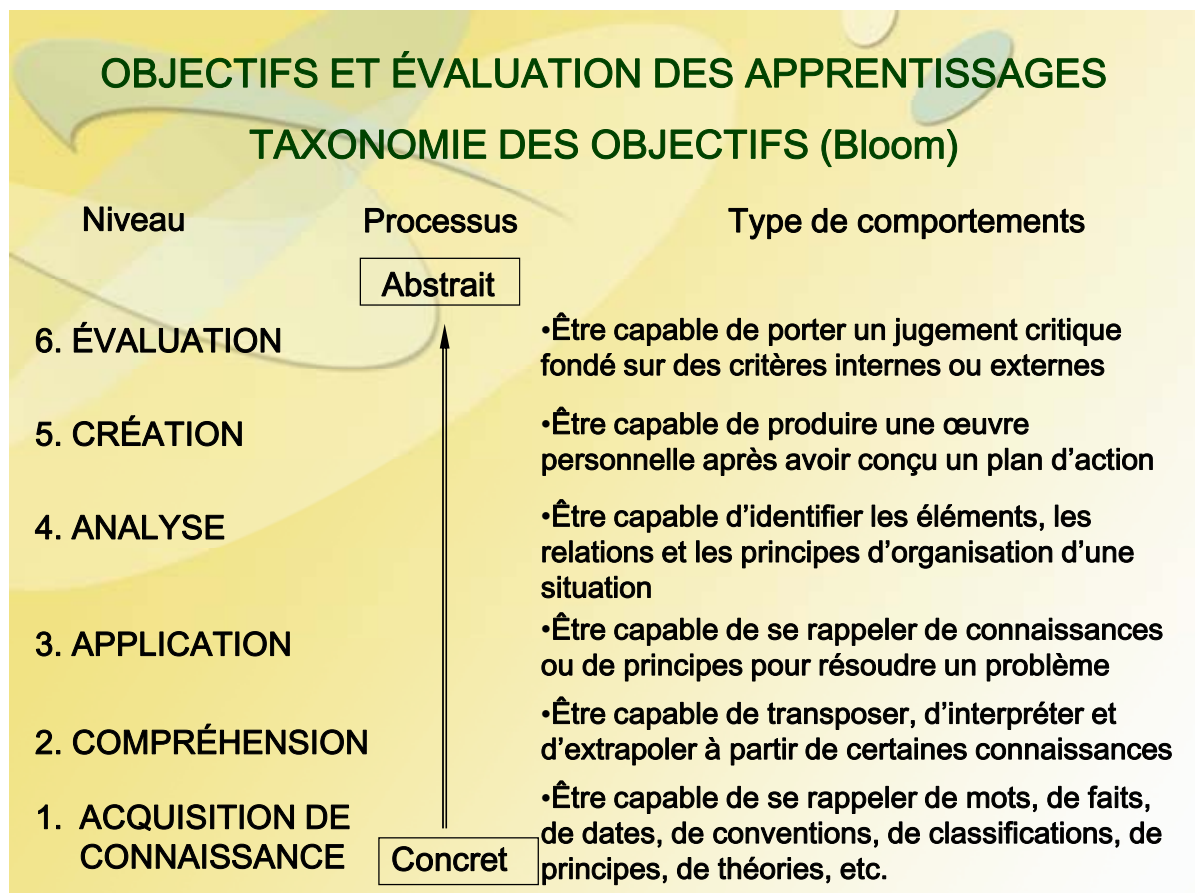 OBJECTIFS ET ÉVALUATION DES APPRENTISSAGES
TAXONOMIE DES OBJECTIFS (Bloom)
Niveau Processus Type de comportements
Abstrait
6. ÉVALUATION
•Être capable de porter un jugement critique
fondé sur des critères internes ou externes
5. CRÉATION
•Être capable de produire une œuvre
personnelle après avoir conçu un plan d’action
4. ANALYSE
•Être capable d’identifier les éléments, les
relations et les principes d’organisation d’une
situation
3. APPLICATION
•Être capable de se rappeler de connaissances
ou de principes pour résoudre un problème
2. COMPRÉHENSION
•Être capable de transposer, d’interpréter et
d’extrapoler à partir de certaines connaissances
1. ACQUISITION DE
CONNAISSANCE
Concret
•Être capable de se rappeler de mots, de faits,
de dates, de conventions, de classifications, de
principes, de théories, etc.